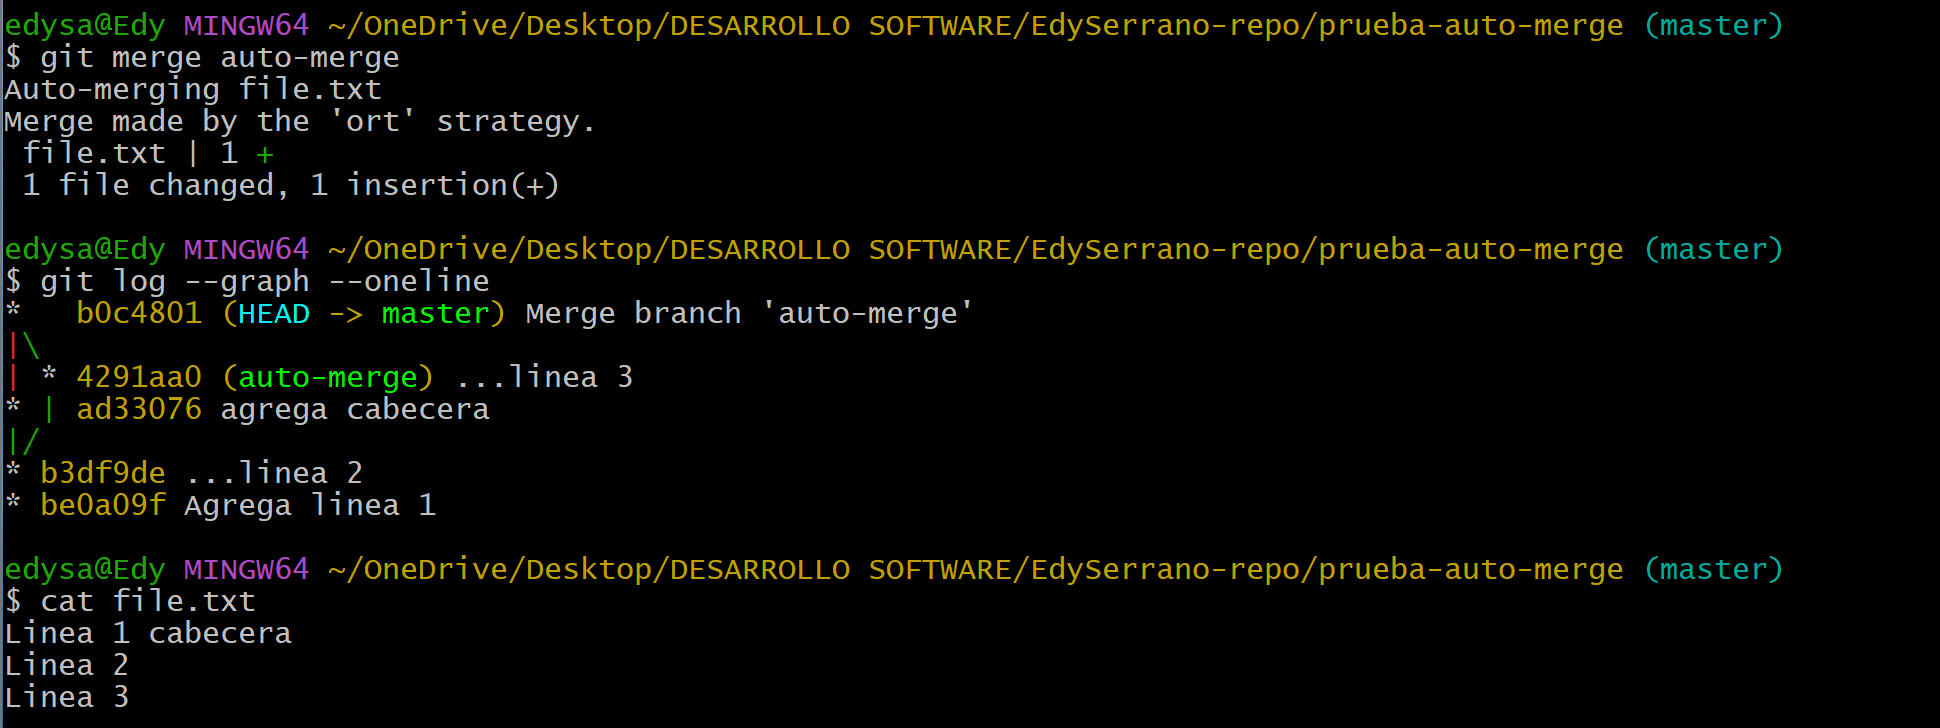 edysa@Edy MINGW64 ~/OneDrive/Desktop/DESARROLLO SOFTWARE/EdySerrano-repo/prueba-auto-merge (master)
$ git merge auto-merge
Auto-merging file.txt
Merge made by the 'ort' strategy.
 file.txt | 1 +
 1 file changed, 1 insertion(+)

edysa@Edy MINGW64 ~/OneDrive/Desktop/DESARROLLO SOFTWARE/EdySerrano-repo/prueba-auto-merge (master)
$ git log --graph --oneline
*   b0c4801 (HEAD -> master) Merge branch 'auto-merge'
|\
| * 4291aa0 (auto-merge) ...linea 3
* | ad33076 agrega cabecera
|/
* b3df9de ...linea 2
* be0a09f Agrega linea 1

edysa@Edy MINGW64 ~/OneDrive/Desktop/DESARROLLO SOFTWARE/EdySerrano-repo/prueba-auto-merge (master)
$ cat file.txt
Linea 1 cabecera
Linea 2
Linea 3